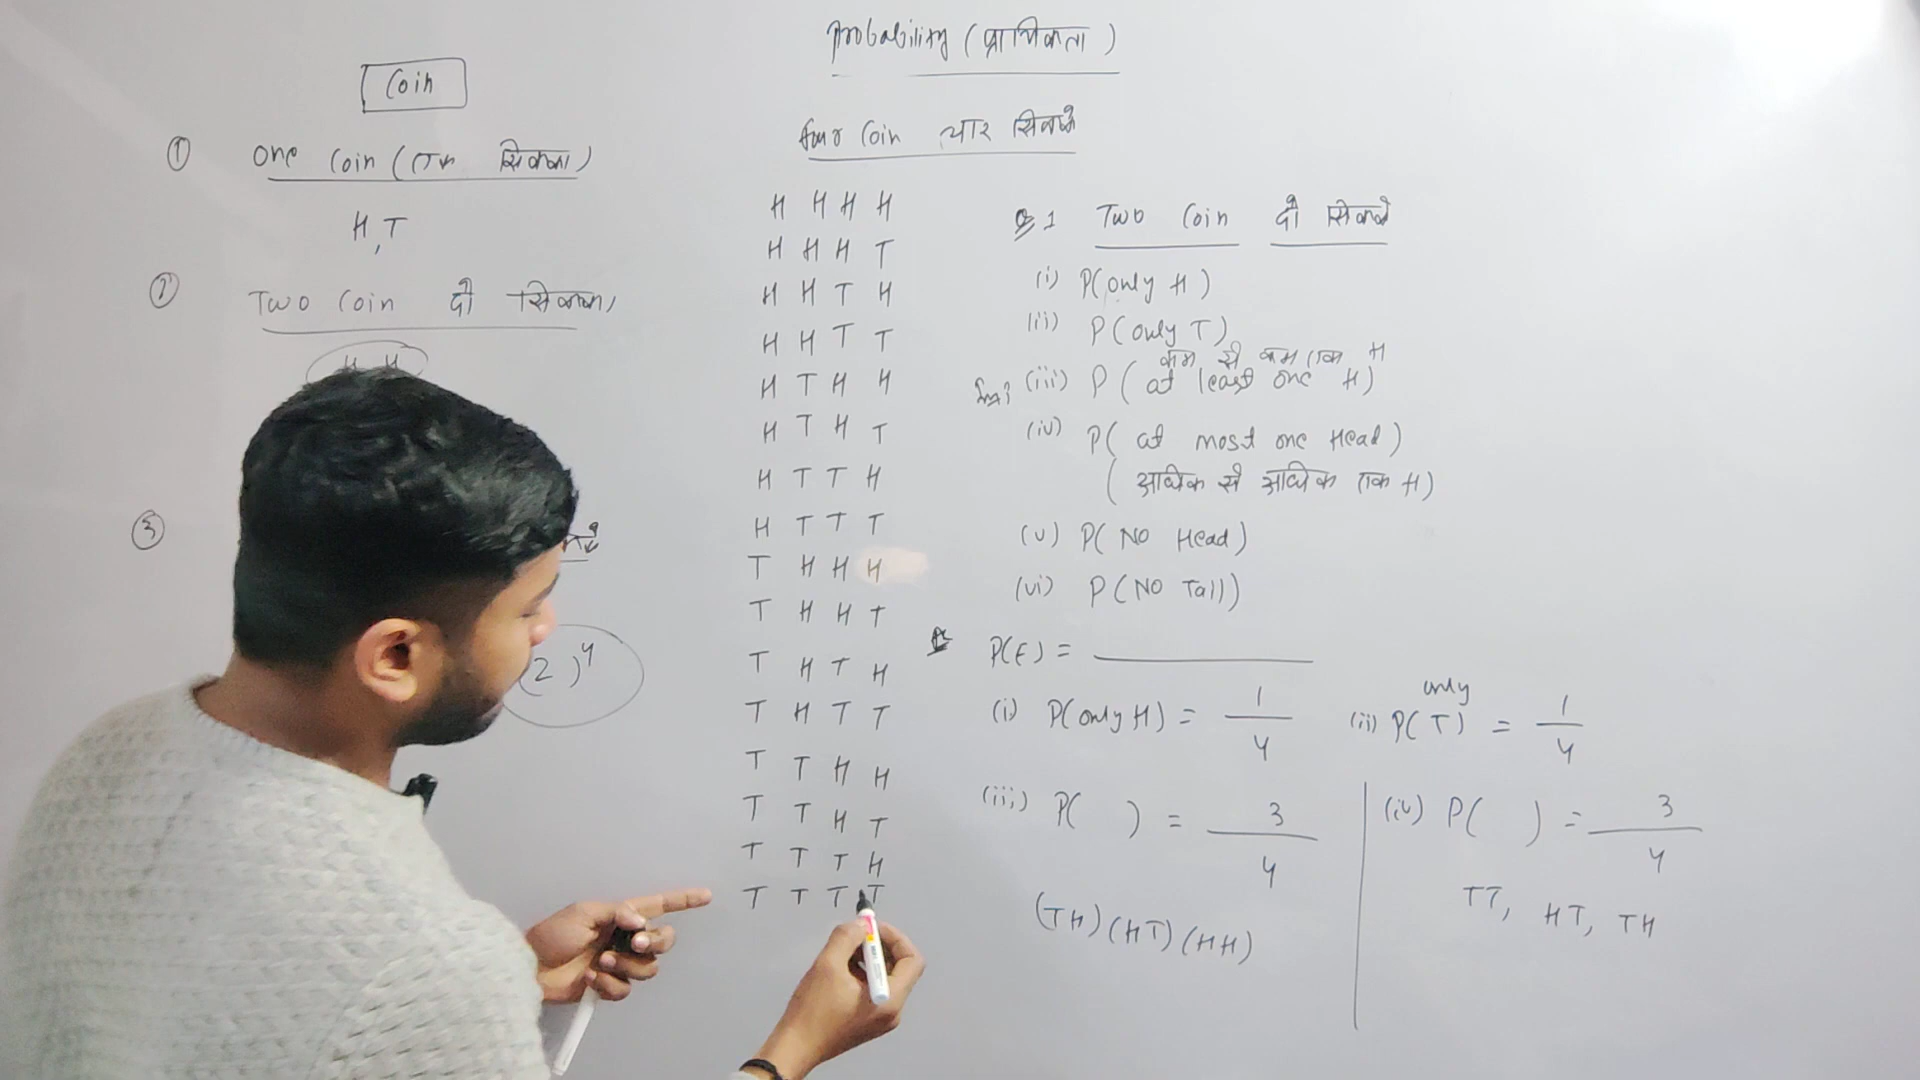 Probability (प्रायिकता)
Coin
four Coin चार सिक्के
① One Coin (एक सिक्का)
H, T
② Two Coin दो सिक्का
H H
③
(2)⁴
H H H H
H H H T
H H T H
H H T T
H T H H
H T H T
H T T H
H T T T
T H H H
T H H T
T H T H
T H T T
T T H H
T T H T
T T T H
T T T T
Q.1 Two Coin दो सिक्के
(i) P(only H)
(ii) P(only T)
कम से कम एक H
Imp (iii) P(at least one H)
(iv) P(at most one Head)
(अधिक से अधिक एक H)
(v) P(No Head)
(vi) P(No Tail)
P(E) =
(i) P(only H) = 1/4
only
(ii) P(T) = 1/4
(iii) P( ) = 3/4
(TH) (HT) (HH)
(iv) P( ) = 3/4
TT, HT, TH